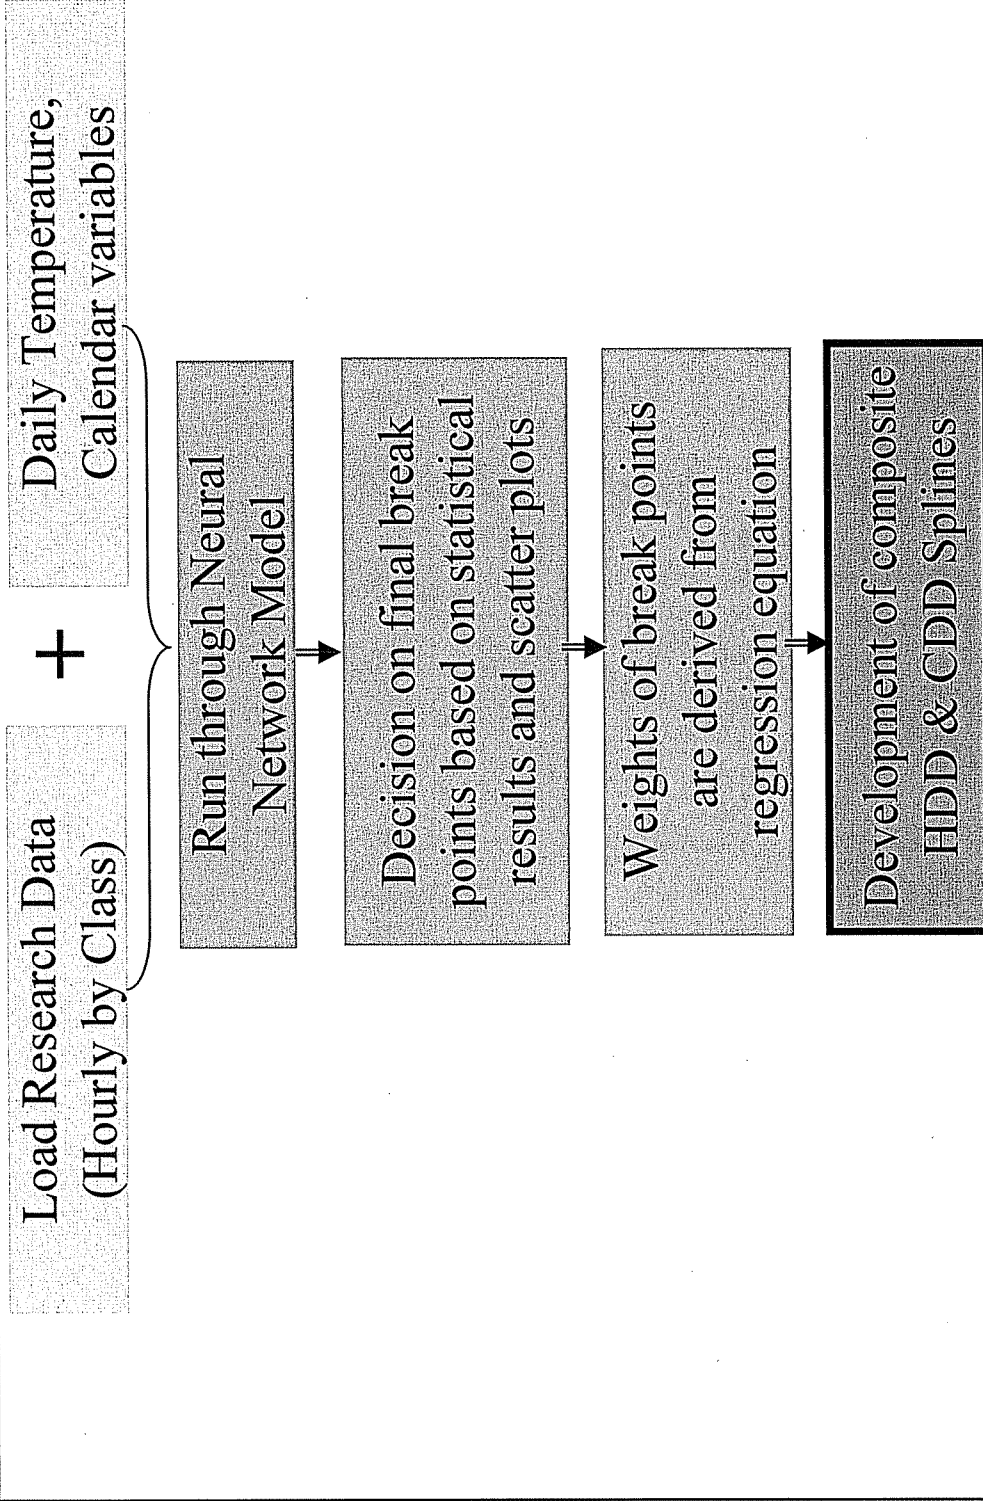 Load Research Data
(Hourly by Class)
+
Daily Temperature,
Calendar variables
Run through Neural
Network Model
Decision on final break
points based on statistical
results and scatter plots
Weights of break points
are derived from
regression equation
Development of composite
HDD & CDD Splines